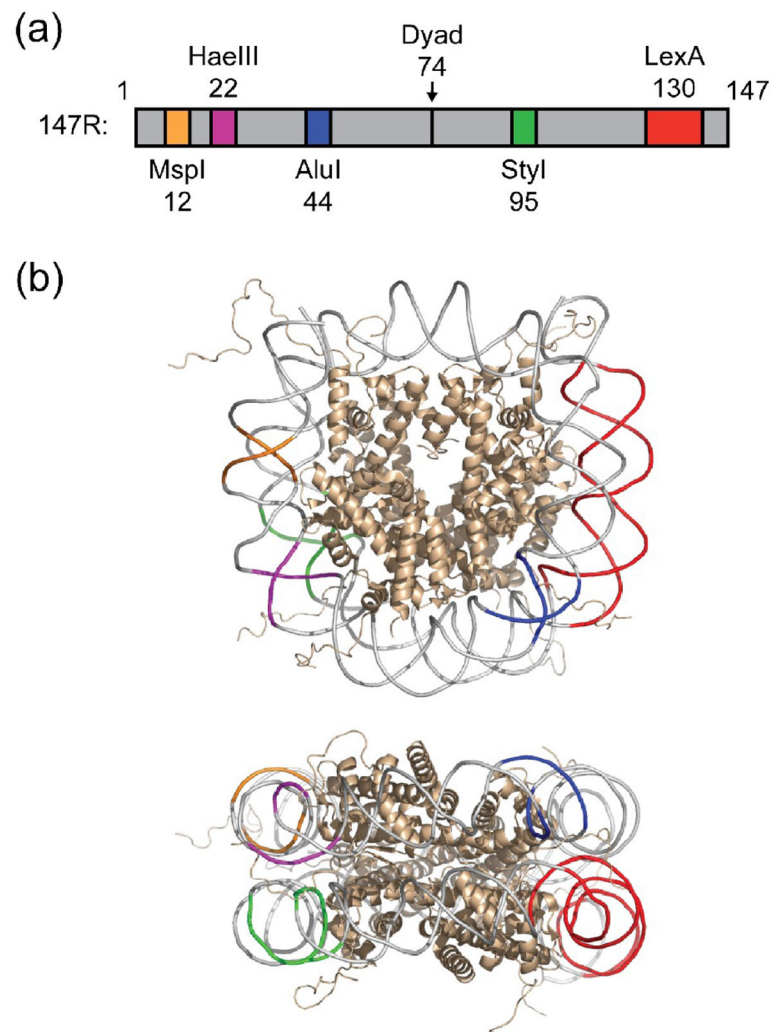 (a)
HaeIII
22
Dyad
74
LexA
130
1
147
147R:
MspI
12
AluI
44
StyI
95
(b)